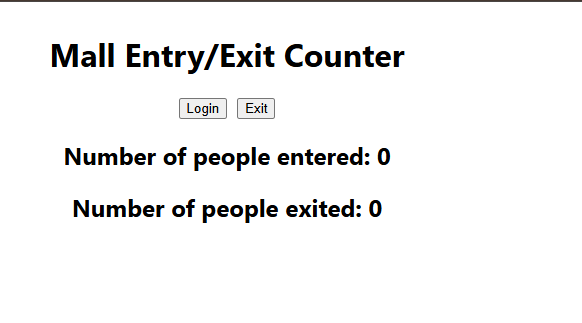 Mall Entry/Exit Counter
Login Exit
Number of people entered: 0
Number of people exited: 0